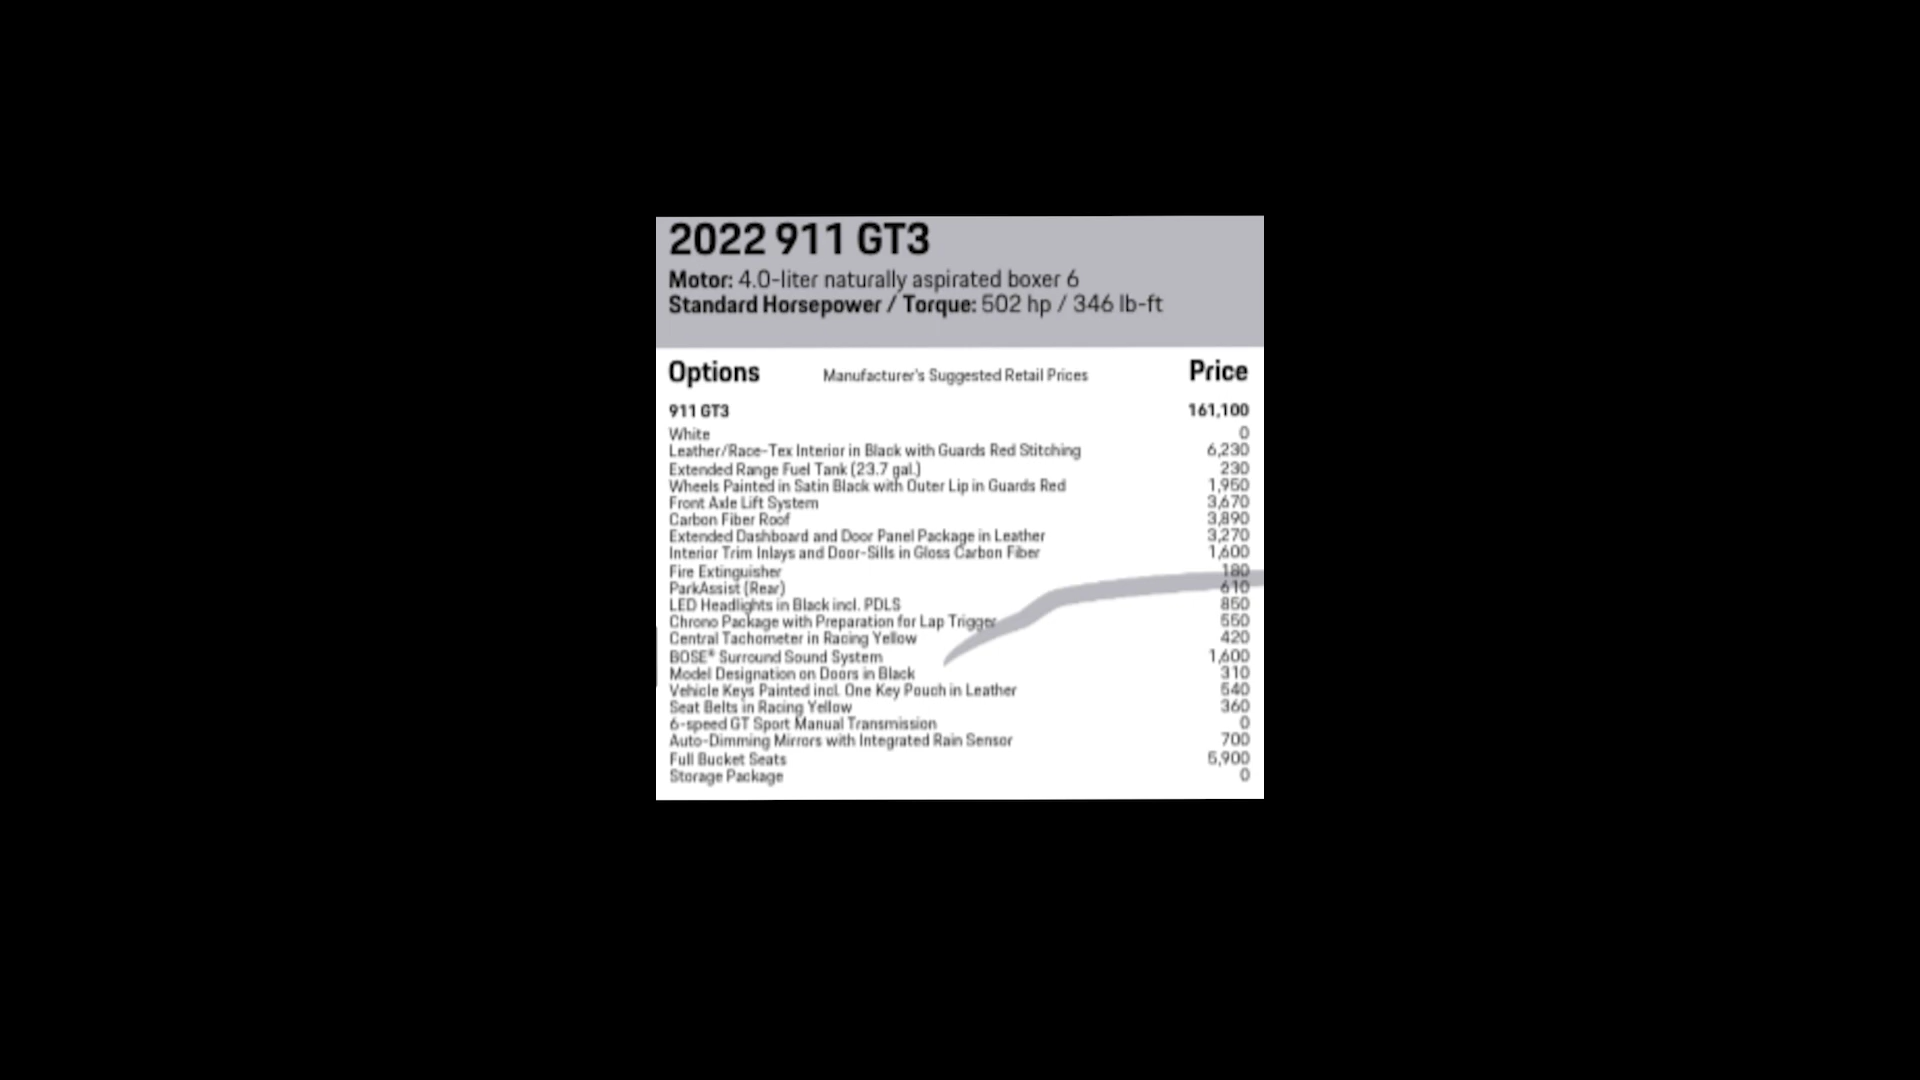 2022 911 GT3
Motor: 4.0-liter naturally aspirated boxer 6
Standard Horsepower / Torque: 502 hp / 346 lb-ft
Options Manufacturer's Suggested Retail Prices Price
911 GT3 161,100
White 0
Leather/Race-Tex Interior in Black with Guards Red Stitching 6,230
Extended Range Fuel Tank (23.7 gal.) 230
Wheels Painted in Satin Black with Outer Lip in Guards Red 1,950
Front Axle Lift System 3,670
Carbon Fiber Roof 3,890
Extended Dashboard and Door Panel Package in Leather 3,270
Interior Trim Inlays and Door-Sills in Gloss Carbon Fiber 1,600
Fire Extinguisher 180
ParkAssist (Rear) 610
LED Headlights in Black incl. PDLS 850
Chrono Package with Preparation for Lap Trigger 550
Central Tachometer in Racing Yellow 420
BOSE® Surround Sound System 1,600
Model Designation on Doors in Black 310
Vehicle Keys Painted incl. One Key Pouch in Leather 540
Seat Belts in Racing Yellow 360
6-speed GT Sport Manual Transmission 0
Auto-Dimming Mirrors with Integrated Rain Sensor 700
Full Bucket Seats 5,900
Storage Package 0